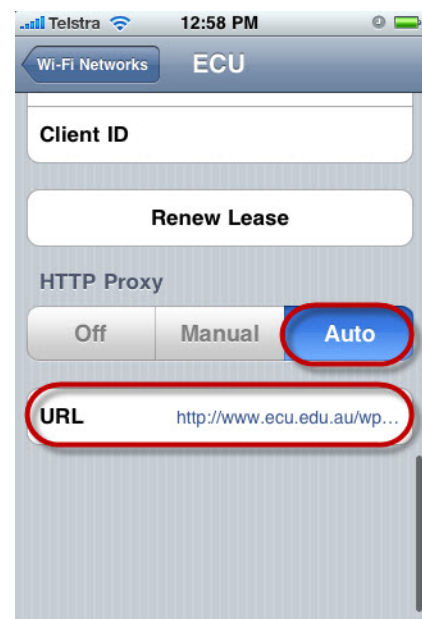 Telstra 12:58 PM
Wi-Fi Networks ECU
Client ID
Renew Lease
HTTP Proxy
Off Manual Auto
URL http://www.ecu.edu.au/wp...